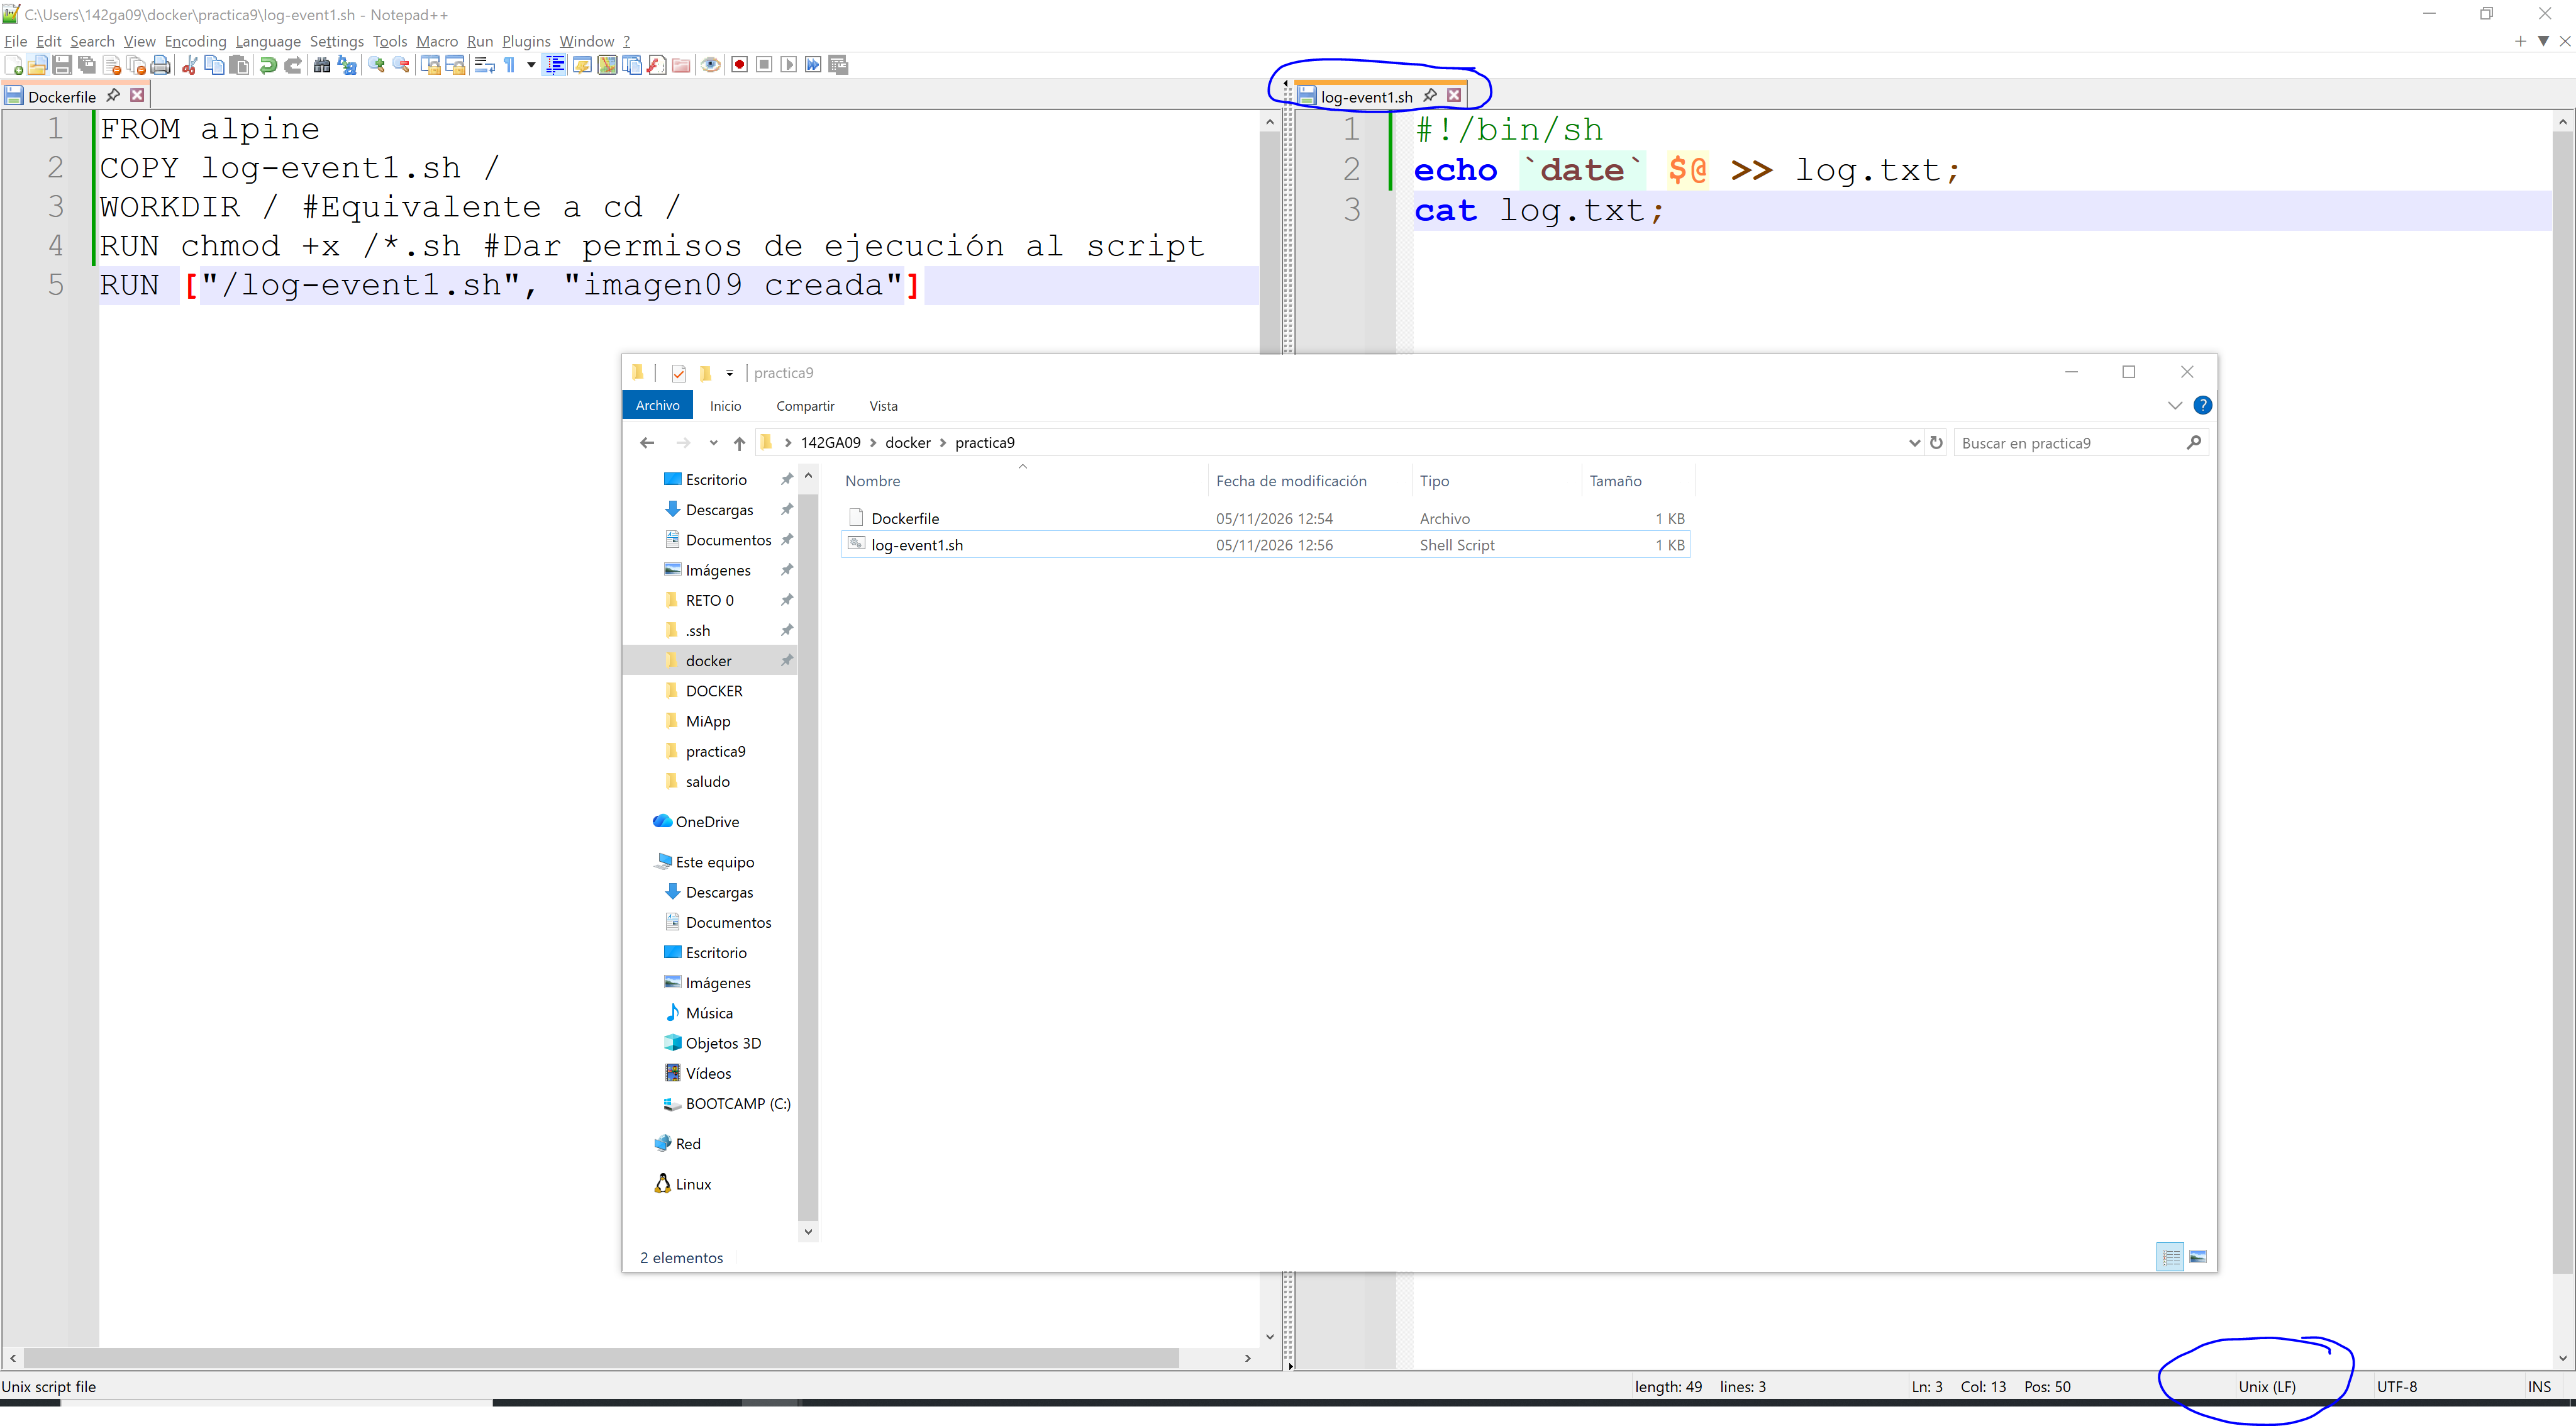 C:\Users\142ga09\docker\practica9\log-event1.sh - Notepad++
File Edit Search View Encoding Language Settings Tools Macro Run Plugins Window ?
Dockerfile
1 FROM alpine
2 COPY log-event1.sh /
3 WORKDIR / #Equivalente a cd /
4 RUN chmod +x /*.sh #Dar permisos de ejecución al script
5 RUN ["/log-event1.sh", "imagen09 creada"]
log-event1.sh
1 #!/bin/sh
2 echo `date` $@ >> log.txt;
3 cat log.txt;
practica9
Archivo Inicio Compartir Vista
142GA09 > docker > practica9
Buscar en practica9
Escritorio
Descargas
Documentos
Imágenes
RETO 0
.ssh
docker
DOCKER
MiApp
practica9
saludo
OneDrive
Este equipo
Descargas
Documentos
Escritorio
Imágenes
Música
Objetos 3D
Vídeos
BOOTCAMP (C:)
Red
Linux
Nombre Fecha de modificación Tipo Tamaño
Dockerfile 05/11/2026 12:54 Archivo 1 KB
log-event1.sh 05/11/2026 12:56 Shell Script 1 KB
2 elementos
Unix script file length: 49 lines: 3 Ln: 3 Col: 13 Pos: 50 Unix (LF) UTF-8 INS